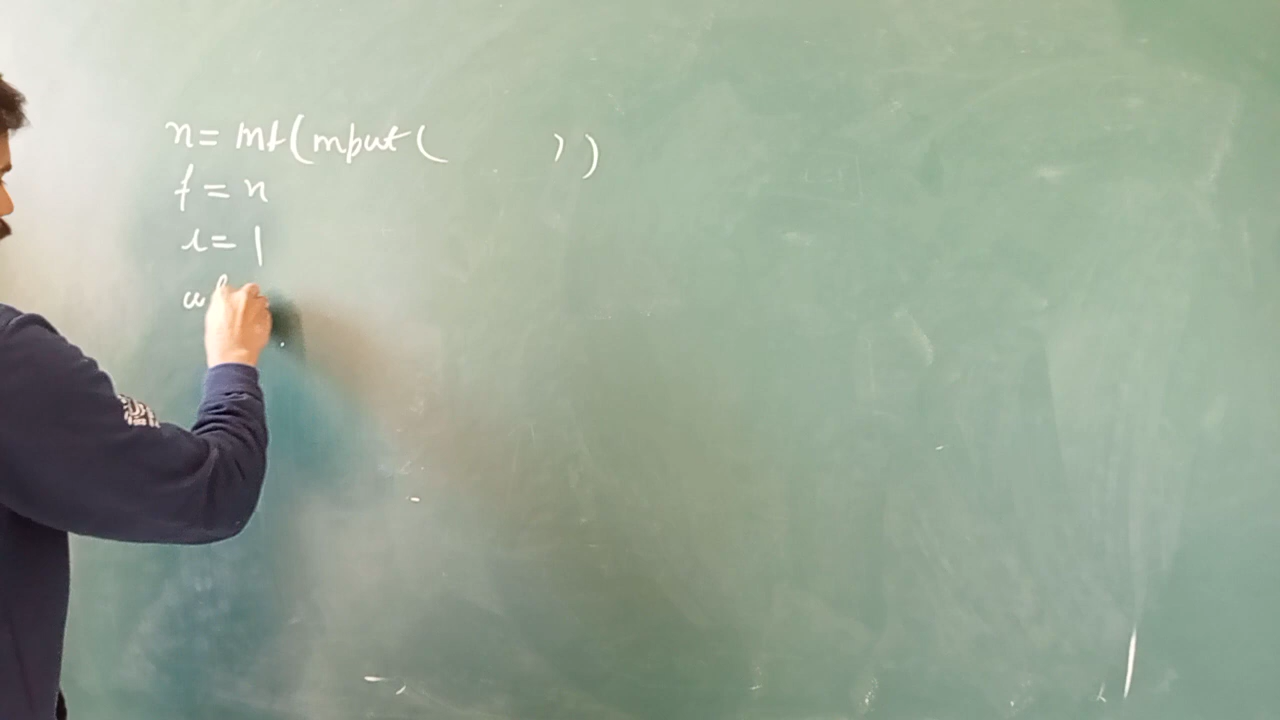 n = int(input(       ))
f = n
i = 1